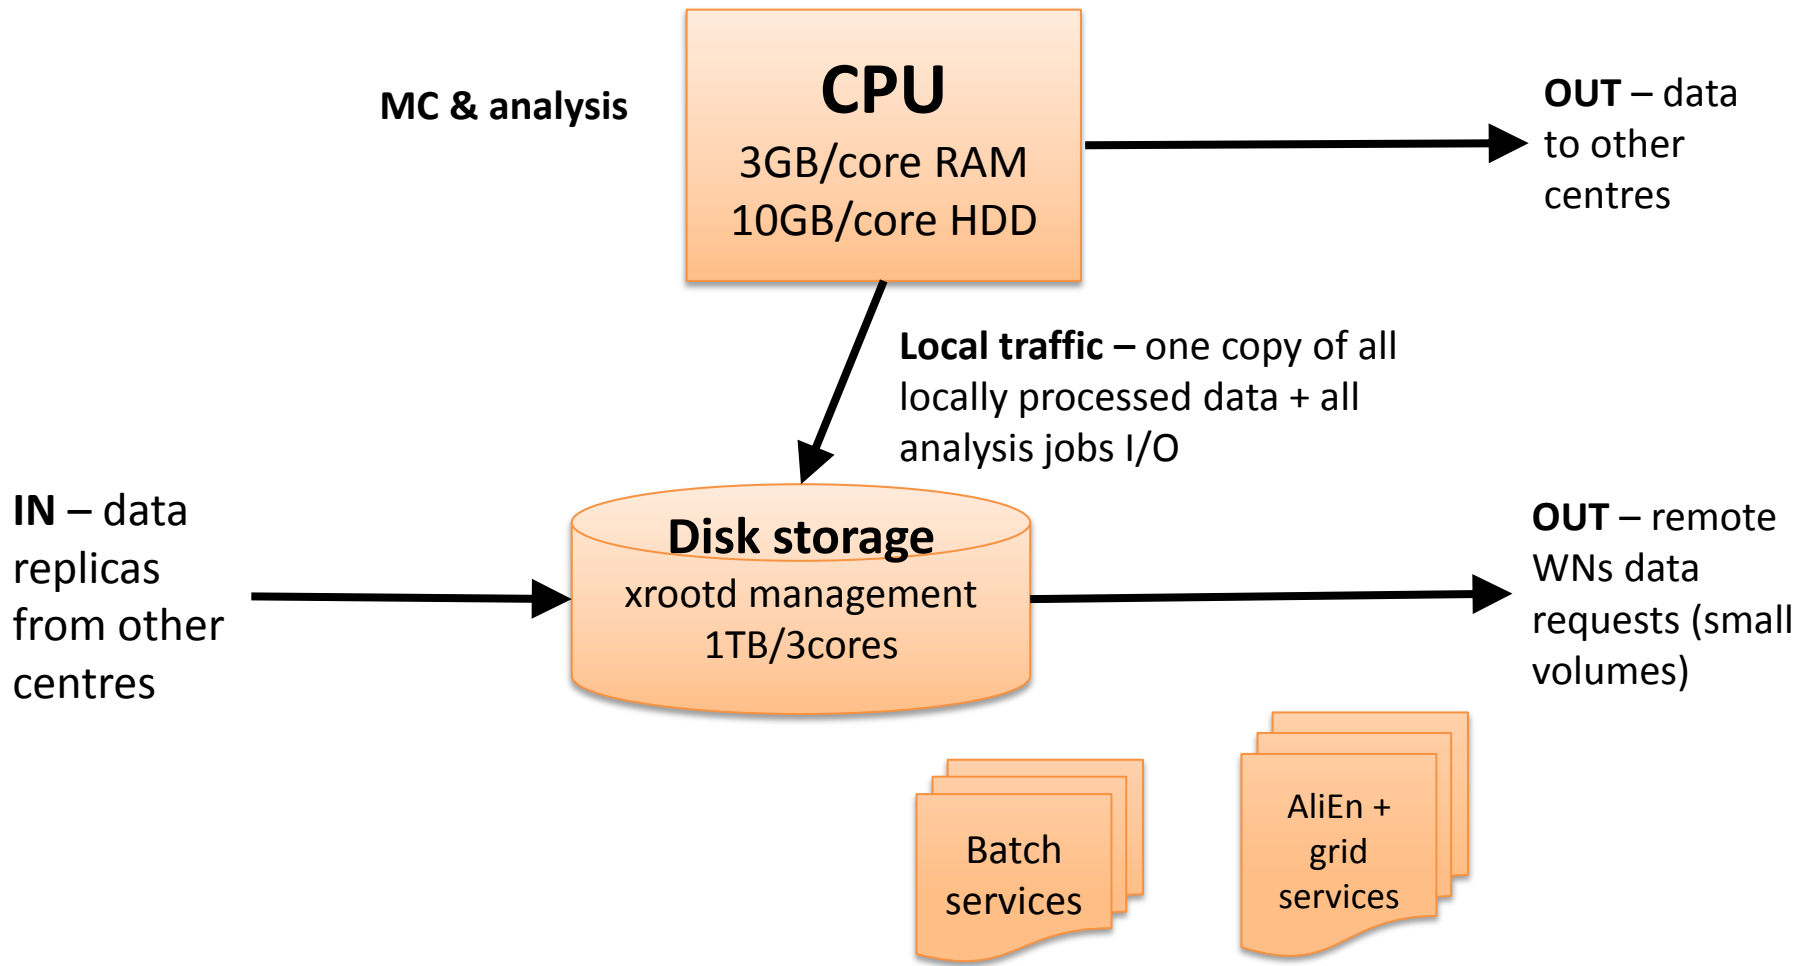 MC & analysis
CPU
3GB/core RAM
10GB/core HDD
OUT – data
to other
centres
Local traffic – one copy of all
locally processed data + all
analysis jobs I/O
IN – data
replicas
from other
centres
Disk storage
xrootd management
1TB/3cores
OUT – remote
WNs data
requests (small
volumes)
Batch
services
AliEn +
grid
services